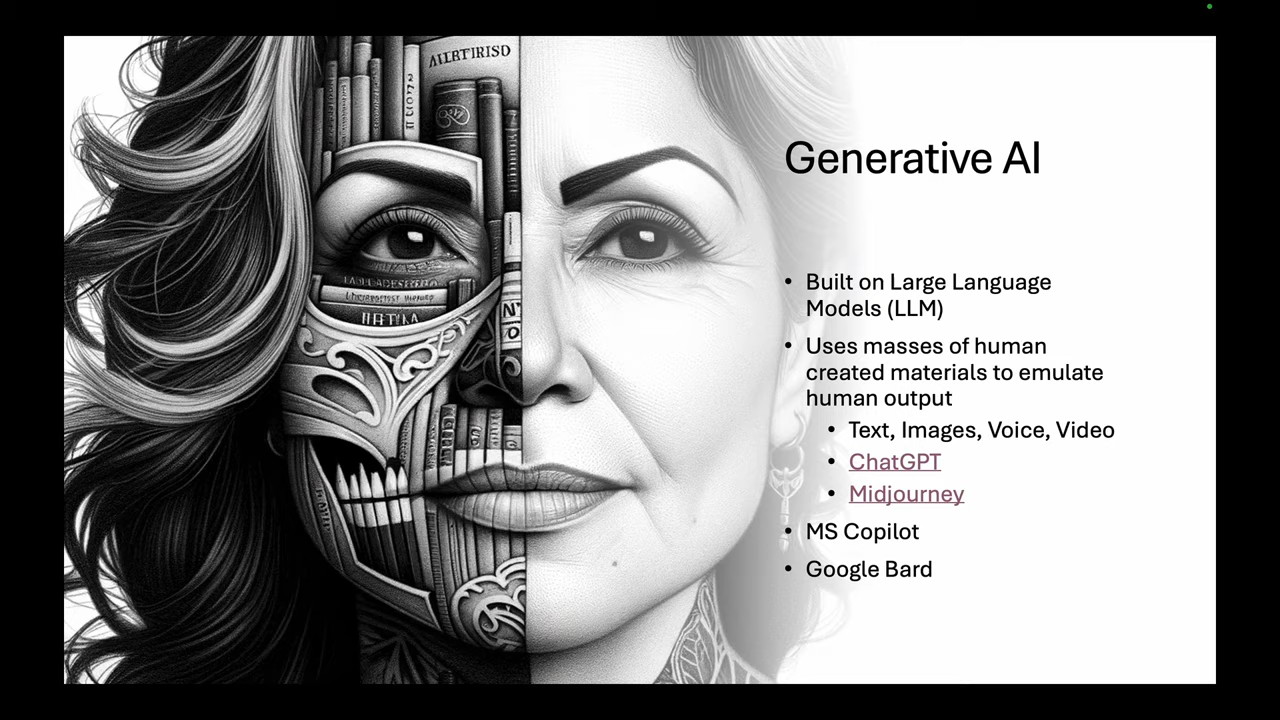 Generative AI
• Built on Large Language
Models (LLM)
• Uses masses of human
created materials to emulate
human output
• Text, Images, Voice, Video
• ChatGPT
• Midjourney
• MS Copilot
• Google Bard